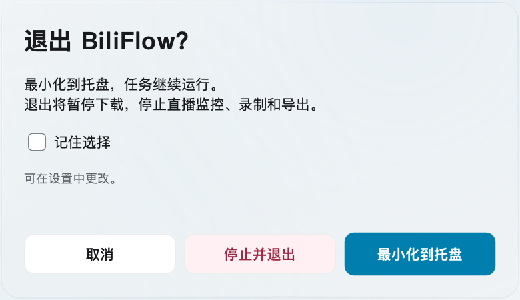 退出 BiliFlow?
最小化到托盘，任务继续运行。
退出将暂停下载，停止直播监控、录制和导出。
记住选择
可在设置中更改。
取消
停止并退出
最小化到托盘